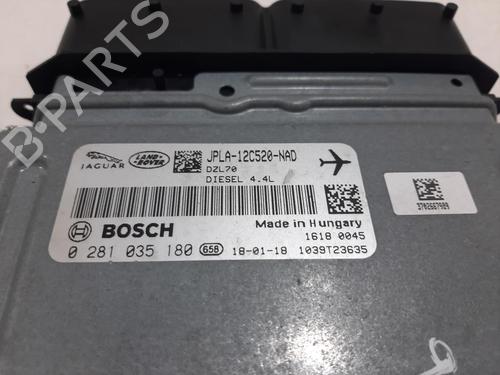 B-PARTS
JAGUAR
LAND-
ROVER
JPLA-12C520-NAD
DZL70
DIESEL 4.4L
BOSCH
Made in Hungary
1618 0045
0 281 035 180 658 18-01-18 1039T23635